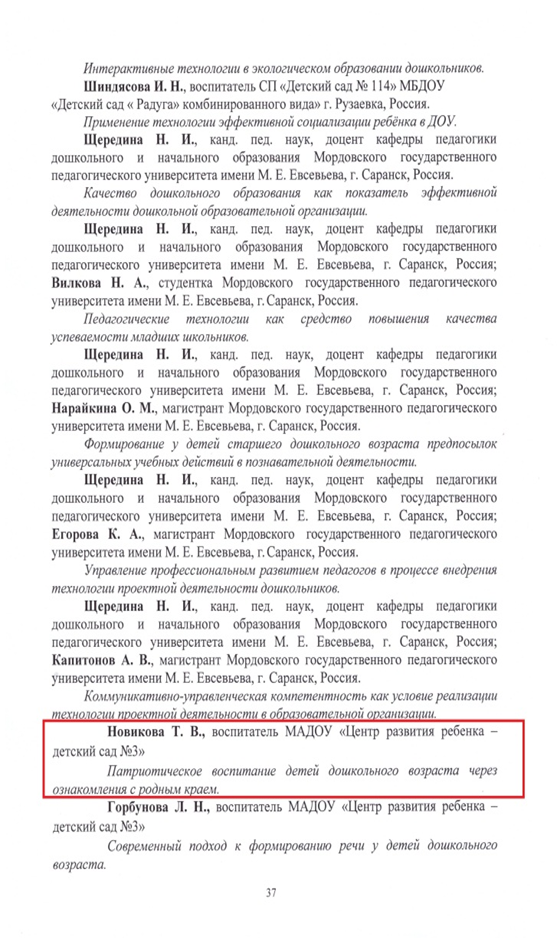 Интерактивные технологии в экологическом образовании дошкольников.
Шиндясова И. Н., воспитатель СП «Детский сад № 114» МБДОУ
«Детский сад « Радуга» комбинированного вида» г. Рузаевка, Россия.
Применение технологии эффективной социализации ребёнка в ДОУ.
Щередина Н. И., канд. пед. наук, доцент кафедры педагогики
дошкольного и начального образования Мордовского государственного
педагогического университета имени М. Е. Евсевьева, г. Саранск, Россия.
Качество дошкольного образования как показатель эффективной
деятельности дошкольной образовательной организации.
Щередина Н. И., канд. пед. наук, доцент кафедры педагогики
дошкольного и начального образования Мордовского государственного
педагогического университета имени М. Е. Евсевьева, г. Саранск, Россия;
Вилкова Н. А., студентка Мордовского государственного педагогического
университета имени М. Е. Евсевьева, г. Саранск, Россия.
Педагогические технологии как средство повышения качества
успеваемости младших школьников.
Щередина Н. И., канд. пед. наук, доцент кафедры педагогики
дошкольного и начального образования Мордовского государственного
педагогического университета имени М. Е. Евсевьева, г. Саранск, Россия;
Нарайкина О. М., магистрант Мордовского государственного педагогического
университета имени М. Е. Евсевьева, г. Саранск, Россия.
Формирование у детей старшего дошкольного возраста предпосылок
универсальных учебных действий в познавательной деятельности.
Щередина Н. И., канд. пед. наук, доцент кафедры педагогики
дошкольного и начального образования Мордовского государственного
педагогического университета имени М. Е. Евсевьева, г. Саранск, Россия;
Егорова К. А., магистрант Мордовского государственного педагогического
университета имени М. Е. Евсевьева, г. Саранск, Россия.
Управление профессиональным развитием педагогов в процессе внедрения
технологии проектной деятельности дошкольников.
Щередина Н. И., канд. пед. наук, доцент кафедры педагогики
дошкольного и начального образования Мордовского государственного
педагогического университета имени М. Е. Евсевьева, г. Саранск, Россия;
Капитонов А. В., магистрант Мордовского государственного педагогического
университета имени М. Е. Евсевьева, г. Саранск, Россия.
Коммуникативно-управленческая компетентность как условие реализации
технологии проектной деятельности в образовательной организации.
Новикова Т. В., воспитатель МАДОУ «Центр развития ребенка –
детский сад №3»
Патриотическое воспитание детей дошкольного возраста через
ознакомления с родным краем.
Горбунова Л. Н., воспитатель МАДОУ «Центр развития ребенка –
детский сад №3»
Современный подход к формированию речи у детей дошкольного
возраста.
37